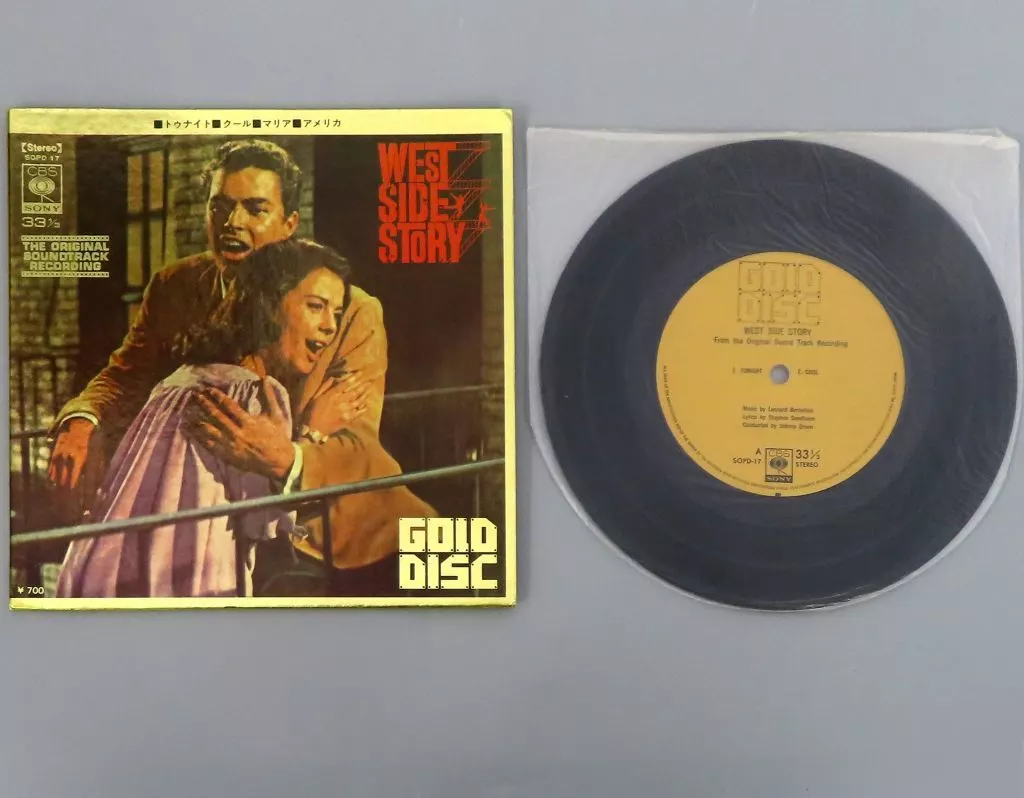 ■トゥナイト■クール■マリア■アメリカ
【Stereo】
SOPD 17
CBS
SONY
33⅓
THE ORIGINAL
SOUNDTRACK
RECORDING
WEST
SIDE
STORY
GOLD
DISC
¥ 700
GOLD
DISC
WEST SIDE STORY
From the Original Sound Track Recording
1. TONIGHT 2. COOL
Music by Leonard Bernstein
Lyrics by Stephen Sondheim
Conducted by Johnny Green
A
SOPD-17
CBS
SONY
33⅓
STEREO